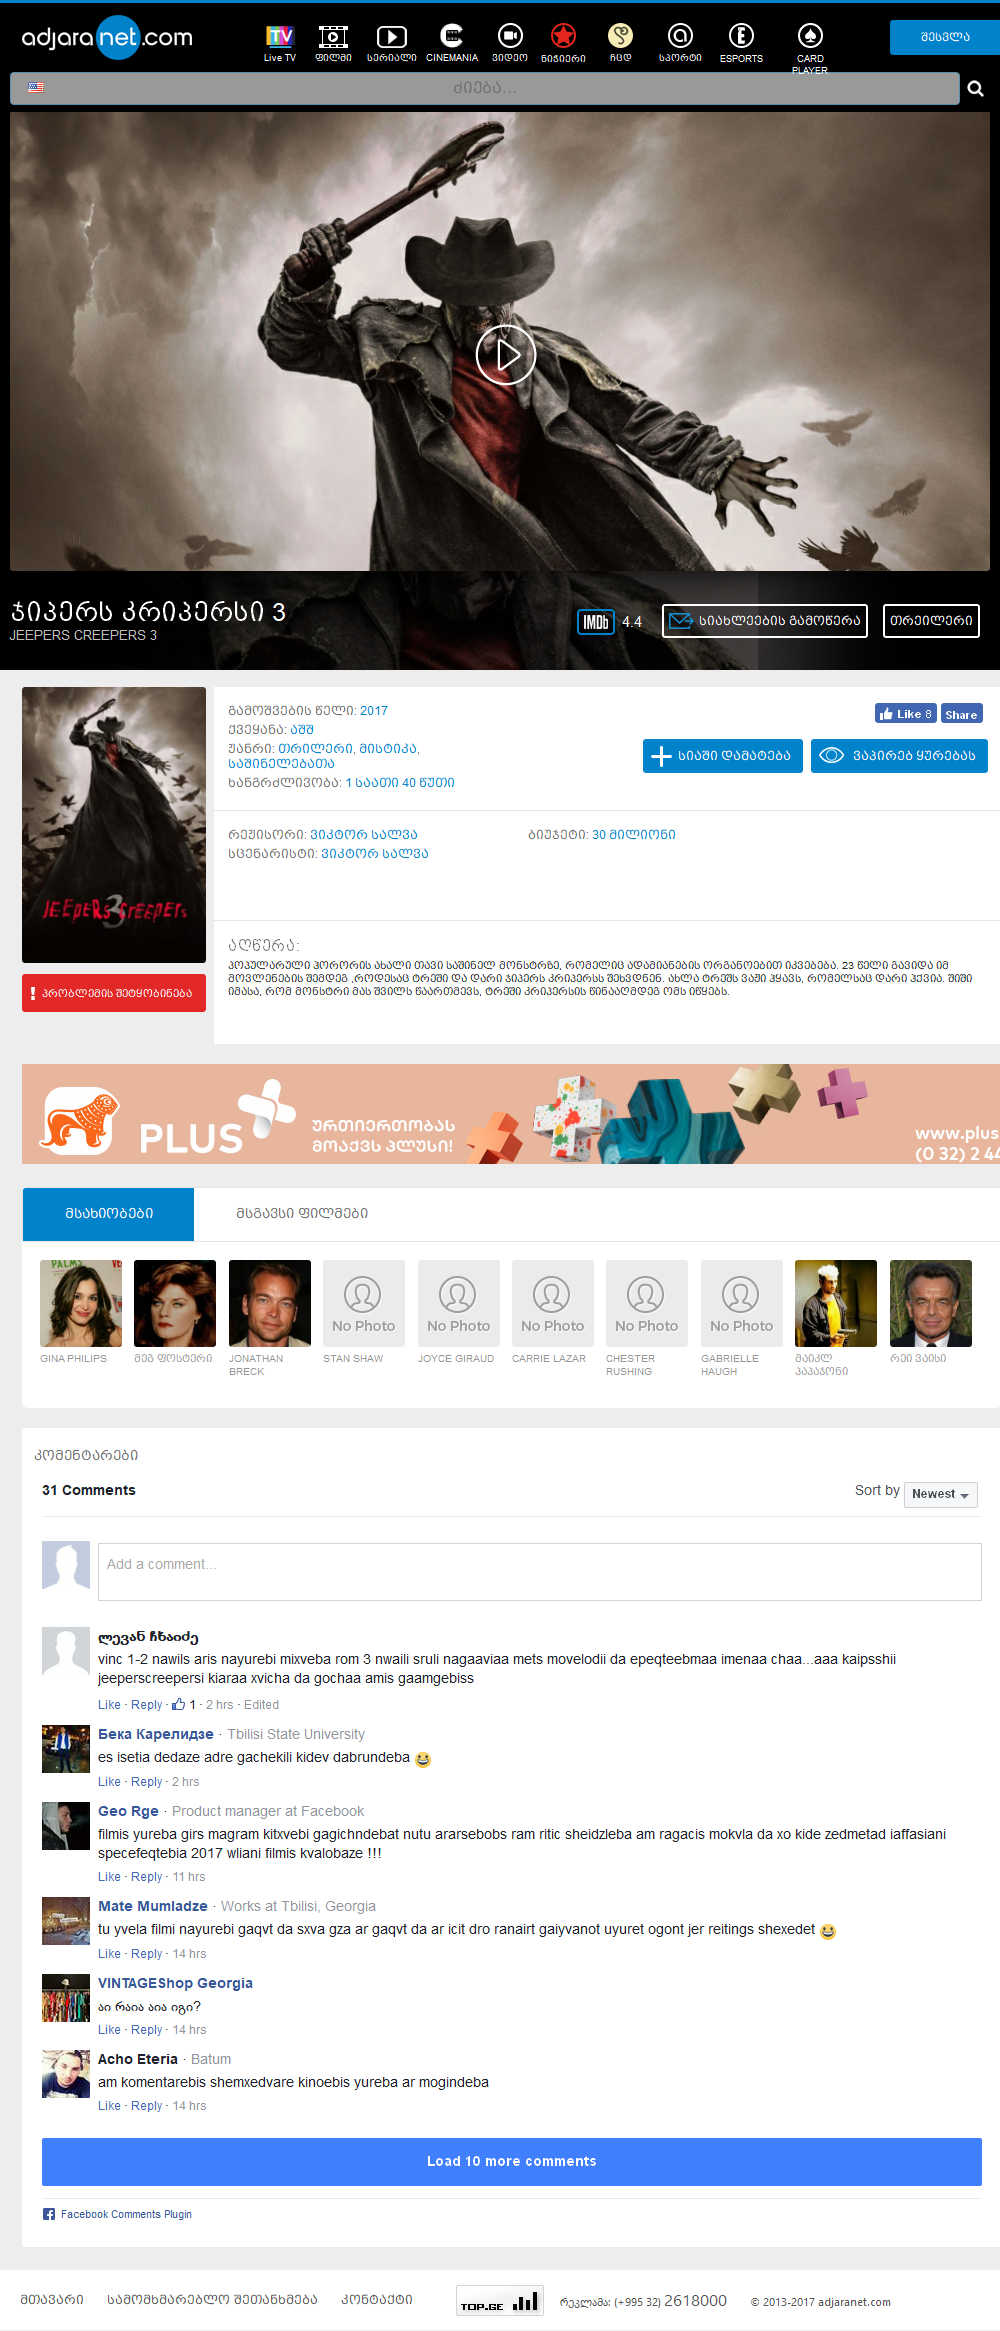 adjaranet.com
Live TV
ფილმი
სერიალი
CINEMANIA
ვიდეო
ნიჭიერი
ჩცდ
სპორტი
ESPORTS
CARD PLAYER
შესვლა
ძიება...
ჯიპერს კრიპერსი 3
JEEPERS CREEPERS 3
IMDb 4.4
სიახლეების გამოწერა
თრეილერი
გამოშვების წელი: 2017
ქვეყანა: აშშ
ჟანრი: თრილერი, მისტიკა,
საშინელებათა
ხანგრძლივობა: 1 საათი 40 წუთი
Like 8
Share
სიაში დამატება
ვაპირებ ყურებას
რეჟისორი: ვიქტორ სალვა
ბიუჯეტი: 30 მილიონი
სცენარისტი: ვიქტორ სალვა
JEEPERS CREEPERS 3
! პრობლემის შეტყობინება
აღწერა:
პოპულარული ჰორორის ახალი თავი საშინელ მონსტრზე, რომელიც ადამიანების ორგანოებით იკვებება. 23 წელი გავიდა იმ
მოვლენების შემდეგ ,როდესაც ტრეში და დარი ჯიპერს კრიპერსს შეხვდნენ. ახლა ტრეშს ვაჟი ჰყავს, რომელსაც დარი ჰქვია. შიში
იმასა, რომ მონსტრი მას შვილს წაართმევს, ტრეში კრიპერსის წინააღმდეგ ომს იწყებს.
PLUS
ურთიერთობას
მოაქვს პლუსი!
www.plus
(0 32) 2 44
მსახიობები
მსგავსი ფილმები
No Photo
No Photo
No Photo
No Photo
No Photo
GINA PHILIPS
მეგ ფოსტერი
JONATHAN BRECK
STAN SHAW
JOYCE GIRAUD
CARRIE LAZAR
CHESTER RUSHING
GABRIELLE HAUGH
მაიკლ პაპაჯონი
რეი ვაისი
კომენტარები
31 Comments
Sort by Newest
Add a comment...
ლევან ჩხაიძე
vinc 1-2 nawils aris nayurebi mixveba rom 3 nwaili sruli nagaaviaa mets movelodii da epeqteebmaa imenaa chaa...aaa kaipsshii
jeeperscreepersi kiaraa xvicha da gochaa amis gaamgebiss
Like · Reply · 1 · 2 hrs · Edited
Бека Карелидзе · Tbilisi State University
es isetia dedaze adre gachekili kidev dabrundeba
Like · Reply · 2 hrs
Geo Rge · Product manager at Facebook
filmis yureba girs magram kitxvebi gagichndebat nutu ararsebobs ram ritic sheidzleba am ragacis mokvla da xo kide zedmetad iaffasiani
specefeqtebia 2017 wliani filmis kvalobaze !!!
Like · Reply · 11 hrs
Mate Mumladze · Works at Tbilisi, Georgia
tu yvela filmi nayurebi gaqvt da sxva gza ar gaqvt da ar icit dro ranairt gaiyvanot uyuret ogont jer reitings shexedet
Like · Reply · 14 hrs
VINTAGEShop Georgia
აი რაია აია იგი?
Like · Reply · 14 hrs
Acho Eteria · Batum
am komentarebis shemxedvare kinoebis yureba ar mogindeba
Like · Reply · 14 hrs
Load 10 more comments
Facebook Comments Plugin
მთავარი
სამომხმარებლო შეთანხმება
კონტაქტი
TOP.GE
რეკლამა: (+995 32) 2618000
© 2013-2017 adjaranet.com